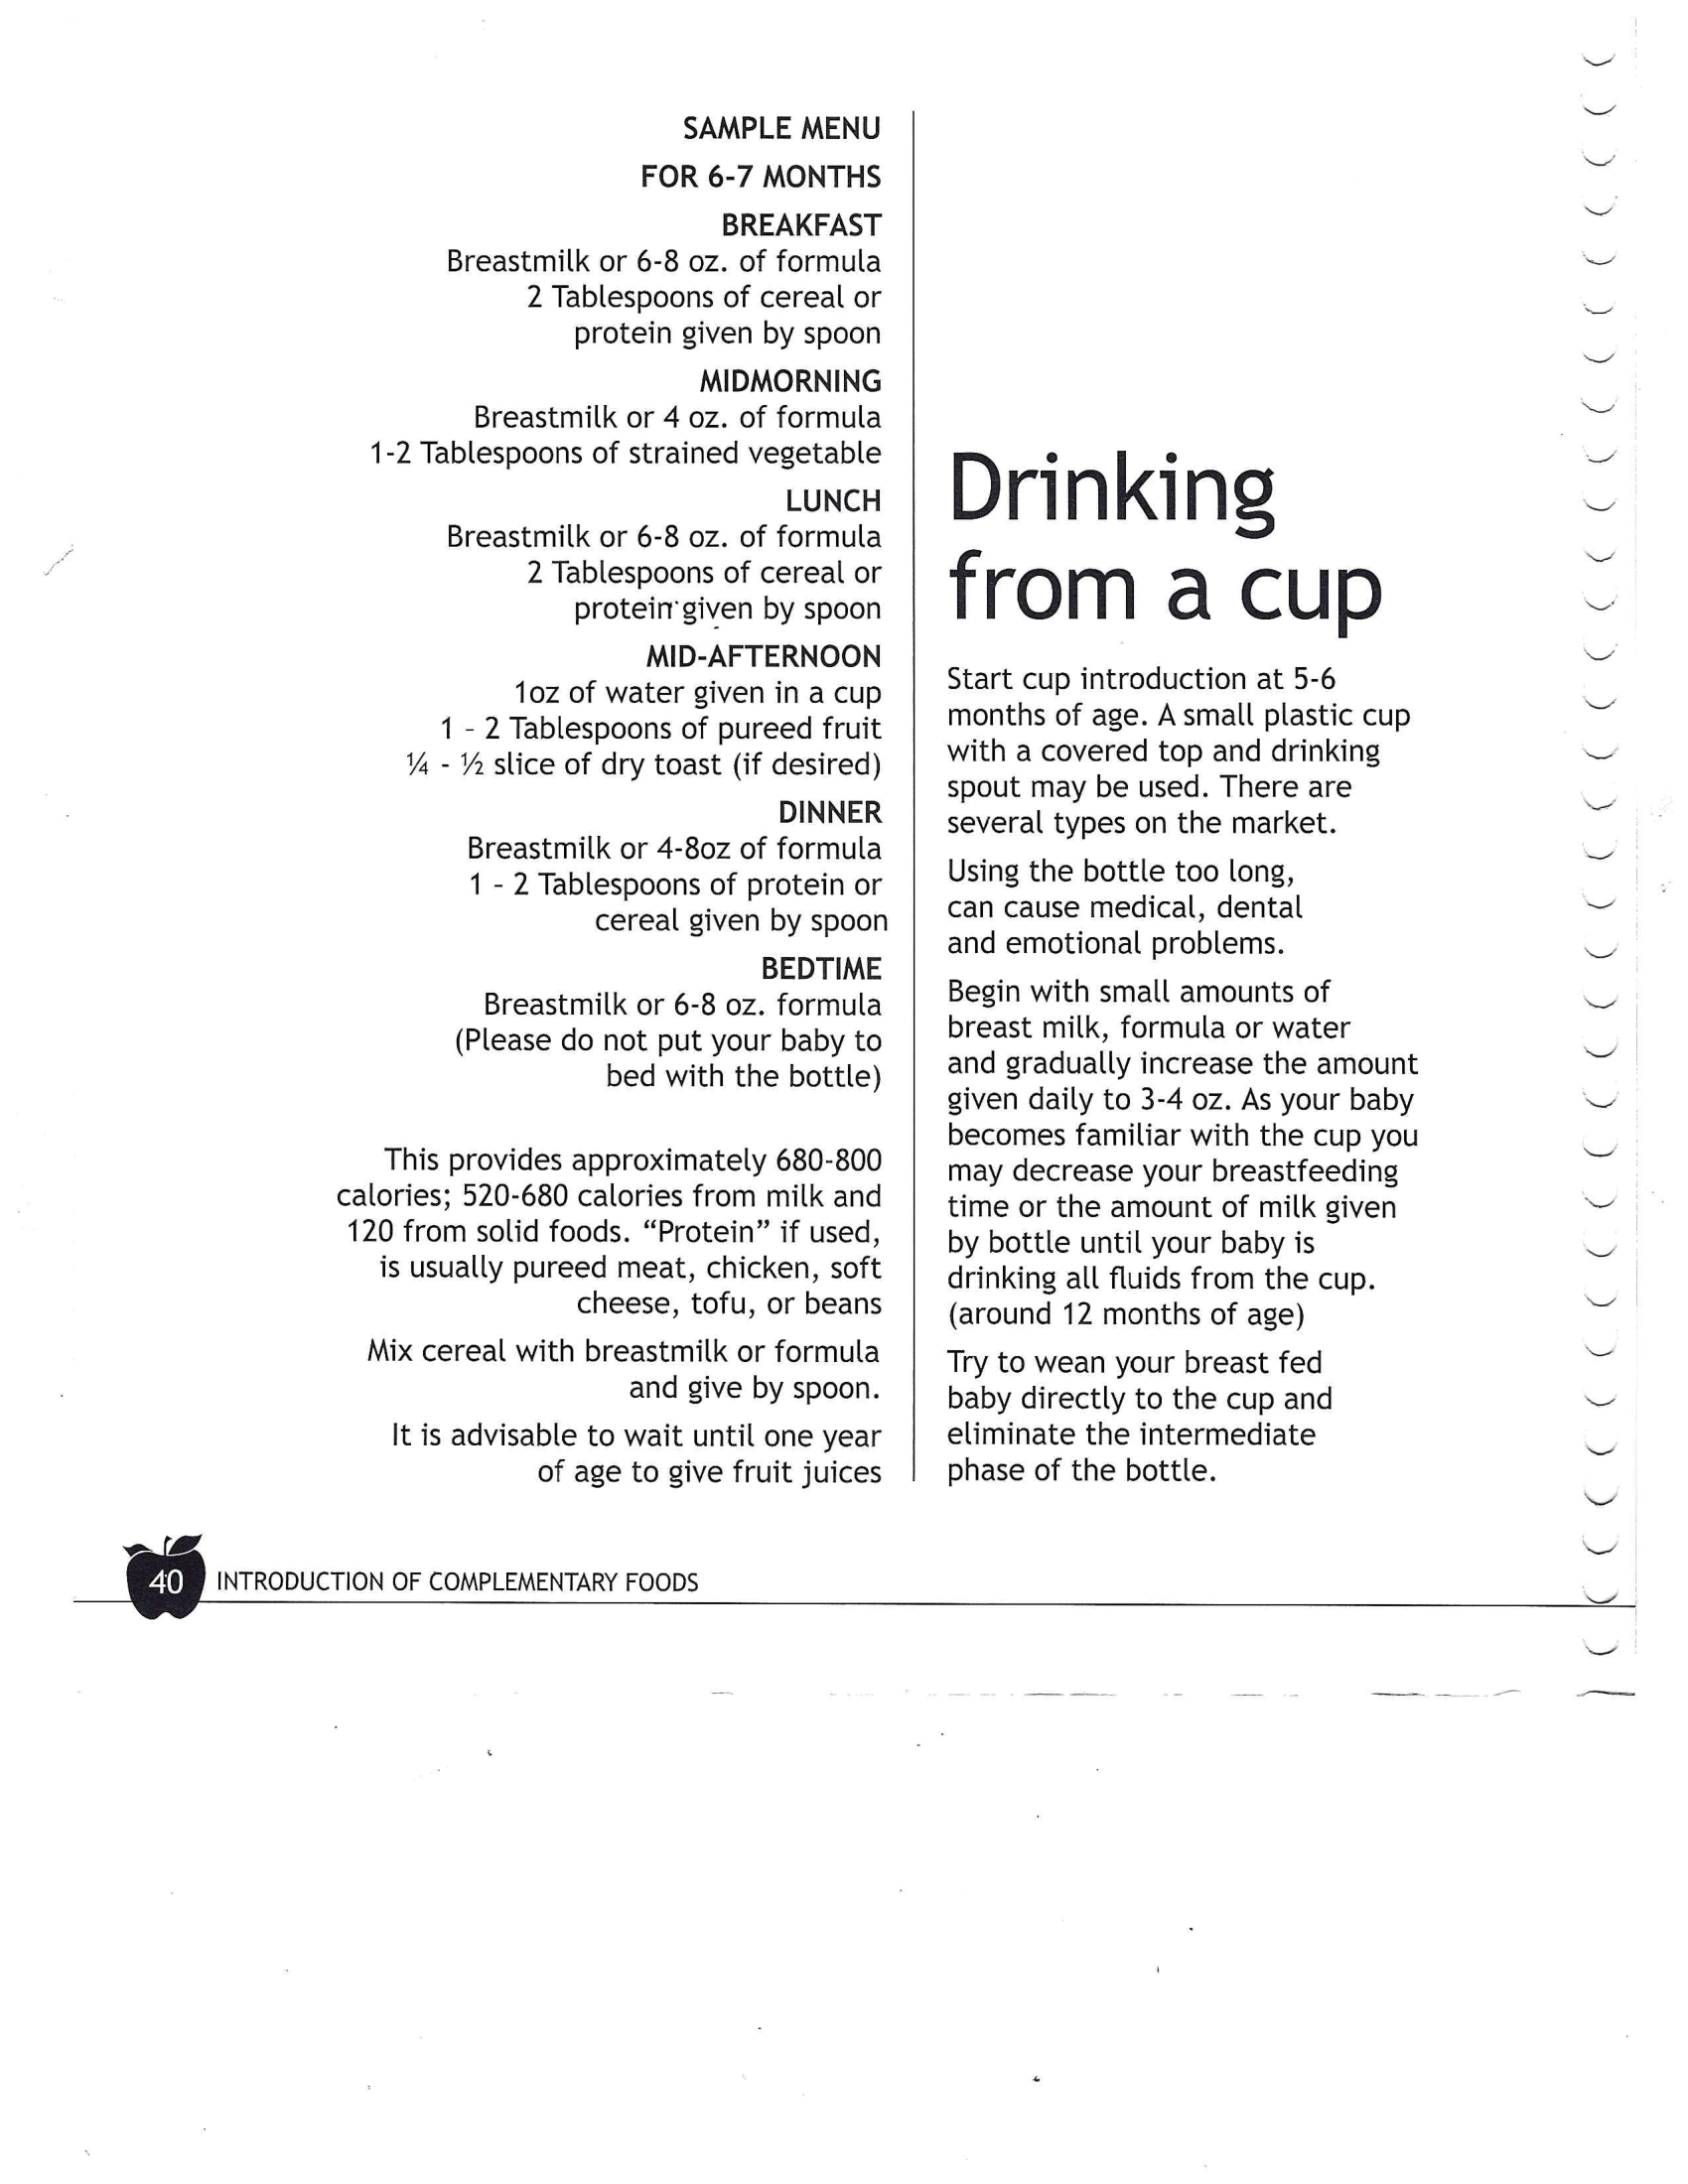 SAMPLE MENU
FOR 6-7 MONTHS
BREAKFAST
Breastmilk or 6-8 oz. of formula
2 Tablespoons of cereal or
protein given by spoon
MIDMORNING
Breastmilk or 4 oz. of formula
1-2 Tablespoons of strained vegetable
LUNCH
Breastmilk or 6-8 oz. of formula
2 Tablespoons of cereal or
protein given by spoon
MID-AFTERNOON
1oz of water given in a cup
1 - 2 Tablespoons of pureed fruit
¼ - ½ slice of dry toast (if desired)
DINNER
Breastmilk or 4-8oz of formula
1 - 2 Tablespoons of protein or
cereal given by spoon
BEDTIME
Breastmilk or 6-8 oz. formula
(Please do not put your baby to
bed with the bottle)
This provides approximately 680-800
calories; 520-680 calories from milk and
120 from solid foods. “Protein” if used,
is usually pureed meat, chicken, soft
cheese, tofu, or beans
Mix cereal with breastmilk or formula
and give by spoon.
It is advisable to wait until one year
of age to give fruit juices
Drinking
from a cup
Start cup introduction at 5-6
months of age. A small plastic cup
with a covered top and drinking
spout may be used. There are
several types on the market.
Using the bottle too long,
can cause medical, dental
and emotional problems.
Begin with small amounts of
breast milk, formula or water
and gradually increase the amount
given daily to 3-4 oz. As your baby
becomes familiar with the cup you
may decrease your breastfeeding
time or the amount of milk given
by bottle until your baby is
drinking all fluids from the cup.
(around 12 months of age)
Try to wean your breast fed
baby directly to the cup and
eliminate the intermediate
phase of the bottle.
40 INTRODUCTION OF COMPLEMENTARY FOODS